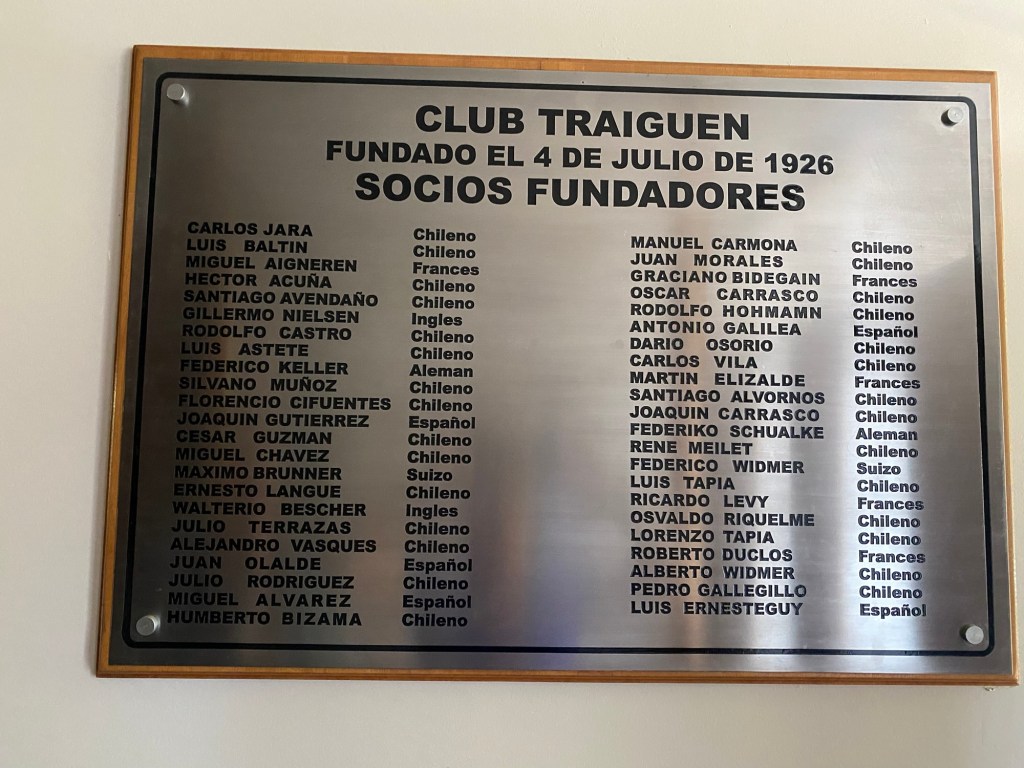 CLUB TRAIGUEN
FUNDADO EL 4 DE JULIO DE 1926
SOCIOS FUNDADORES
CARLOS JARA Chileno
LUIS BALTIN Chileno
MIGUEL AIGNEREN Frances
HECTOR ACUÑA Chileno
SANTIAGO AVENDAÑO Chileno
GILLERMO NIELSEN Ingles
RODOLFO CASTRO Chileno
LUIS ASTETE Chileno
FEDERICO KELLER Aleman
SILVANO MUÑOZ Chileno
FLORENCIO CIFUENTES Chileno
JOAQUIN GUTIERREZ Español
CESAR GUZMAN Chileno
MIGUEL CHAVEZ Chileno
MAXIMO BRUNNER Suizo
ERNESTO LANGUE Chileno
WALTERIO BESCHER Ingles
JULIO TERRAZAS Chileno
ALEJANDRO VASQUES Chileno
JUAN OLALDE Español
JULIO RODRIGUEZ Chileno
MIGUEL ALVAREZ Español
HUMBERTO BIZAMA Chileno
MANUEL CARMONA Chileno
JUAN MORALES Chileno
GRACIANO BIDEGAIN Frances
OSCAR CARRASCO Chileno
RODOLFO HOHMAMN Chileno
ANTONIO GALILEA Español
DARIO OSORIO Chileno
CARLOS VILA Chileno
MARTIN ELIZALDE Frances
SANTIAGO ALVORNOS Chileno
JOAQUIN CARRASCO Chileno
FEDERIKO SCHUALKE Aleman
RENE MEILET Chileno
FEDERICO WIDMER Suizo
LUIS TAPIA Chileno
RICARDO LEVY Frances
OSVALDO RIQUELME Chileno
LORENZO TAPIA Chileno
ROBERTO DUCLOS Frances
ALBERTO WIDMER Chileno
PEDRO GALLEGILLO Chileno
LUIS ERNESTEGUY Español